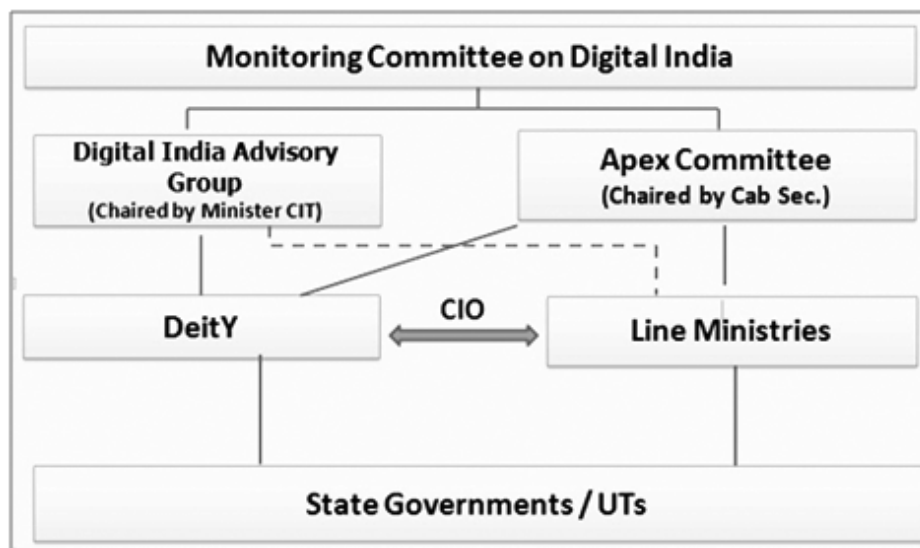 Monitoring Committee on Digital India
Digital India Advisory
Group
(Chaired by Minister CIT)
Apex Committee
(Chaired by Cab Sec.)
DeitY
CIO
Line Ministries
State Governments / UTs